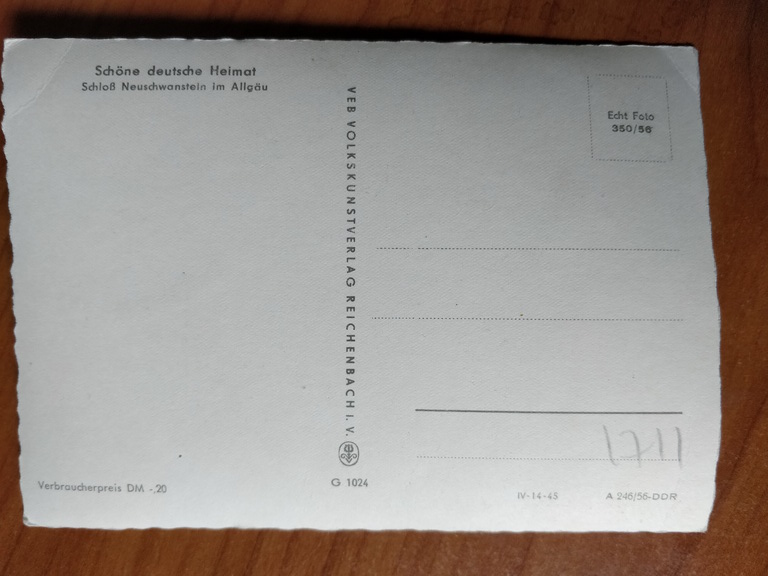 Schöne deutsche Heimat
Schloß Neuschwanstein im Allgäu
VEB VOLKSKUNSTVERLAG REICHENBACH I. V.
Echt Foto
350/56
1711
Verbraucherpreis DM -,20
G 1024
IV-14-45
A 246/56-DDR